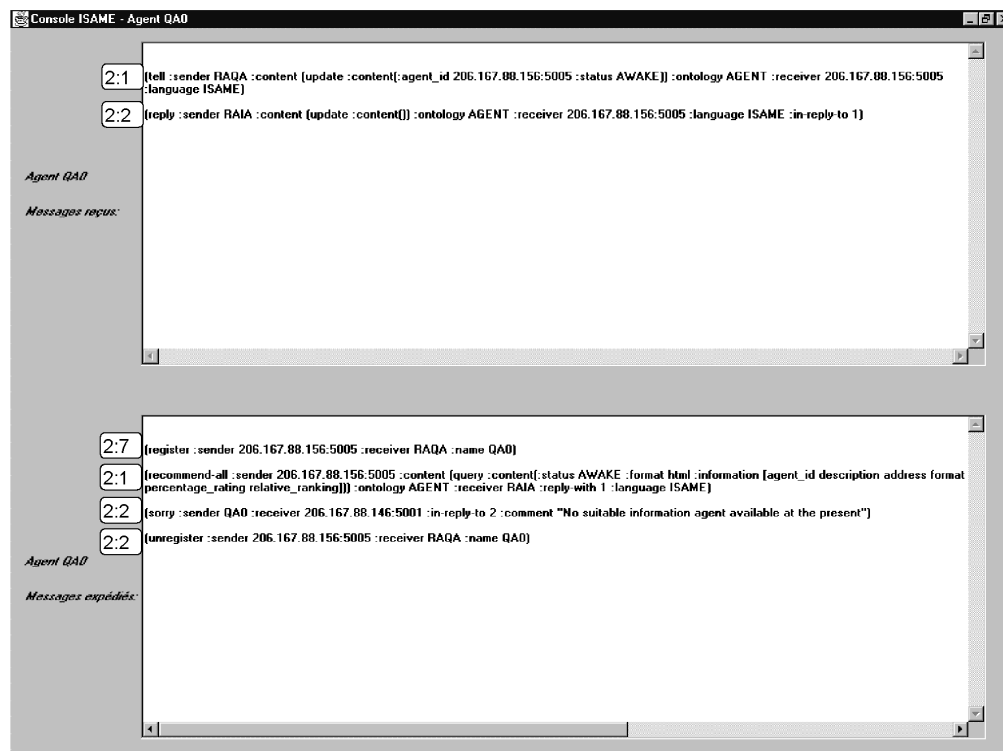 Console ISAME - Agent QA0
2:1
(tell :sender RAQA :content (update :content(:agent_id 206.167.88.156:5005 :status AWAKE)) :ontology AGENT :receiver 206.167.88.156:5005
:language ISAME)
2:2
(reply :sender RAIA :content (update :content()) :ontology AGENT :receiver 206.167.88.156:5005 :language ISAME :in-reply-to 1)
Agent QA0
Messages reçus:
2:7
(register :sender 206.167.88.156:5005 :receiver RAQA :name QA0)
2:1
(recommend-all :sender 206.167.88.156:5005 :content (query :content(:status AWAKE :format html :information (agent_id description address format
percentage_rating relative_ranking))) :ontology AGENT :receiver RAIA :reply-with 1 :language ISAME)
2:2
(sorry :sender QA0 :receiver 206.167.88.146:5001 :in-reply-to 2 :comment "No suitable information agent available at the present")
2:2
(unregister :sender 206.167.88.156:5005 :receiver RAQA :name QA0)
Agent QA0
Messages expédiés: